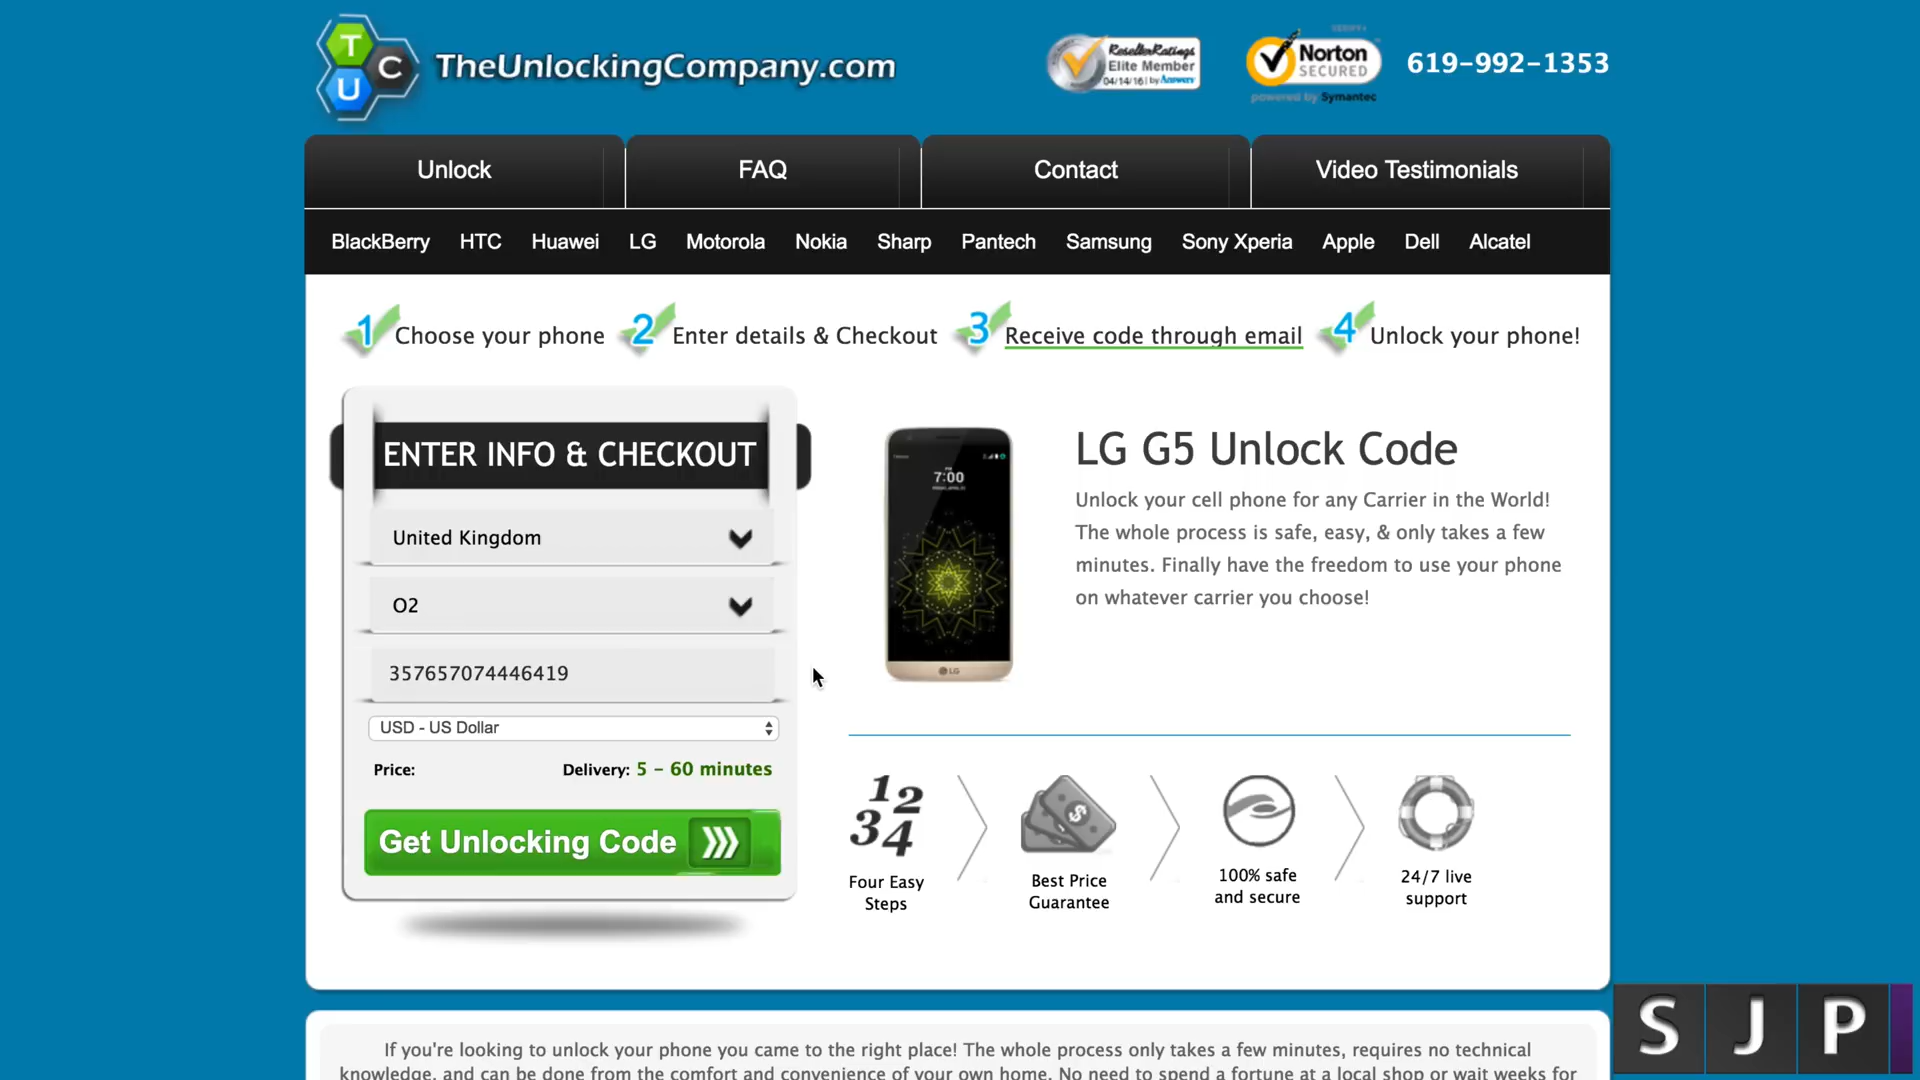 T
C
U
TheUnlockingCompany.com
ResellerRatings
Elite Member
04/14/16 | by Answers
VERIFY
Norton
SECURED
powered by Symantec
619-992-1353
Unlock
FAQ
Contact
Video Testimonials
BlackBerry HTC Huawei LG Motorola Nokia Sharp Pantech Samsung Sony Xperia Apple Dell Alcatel
1 Choose your phone
2 Enter details & Checkout
3 Receive code through email
4 Unlock your phone!
ENTER INFO & CHECKOUT
United Kingdom
O2
357657074446419
USD - US Dollar
Price:
Delivery: 5 - 60 minutes
Get Unlocking Code
7:00
LG
LG G5 Unlock Code
Unlock your cell phone for any Carrier in the World!
The whole process is safe, easy, & only takes a few
minutes. Finally have the freedom to use your phone
on whatever carrier you choose!
1 2
3 4
Four Easy
Steps
$
Best Price
Guarantee
100% safe
and secure
24/7 live
support
If you're looking to unlock your phone you came to the right place! The whole process only takes a few minutes, requires no technical
knowledge, and can be done from the comfort and convenience of your own home. No need to spend a fortune at a local shop or wait weeks for
S J P